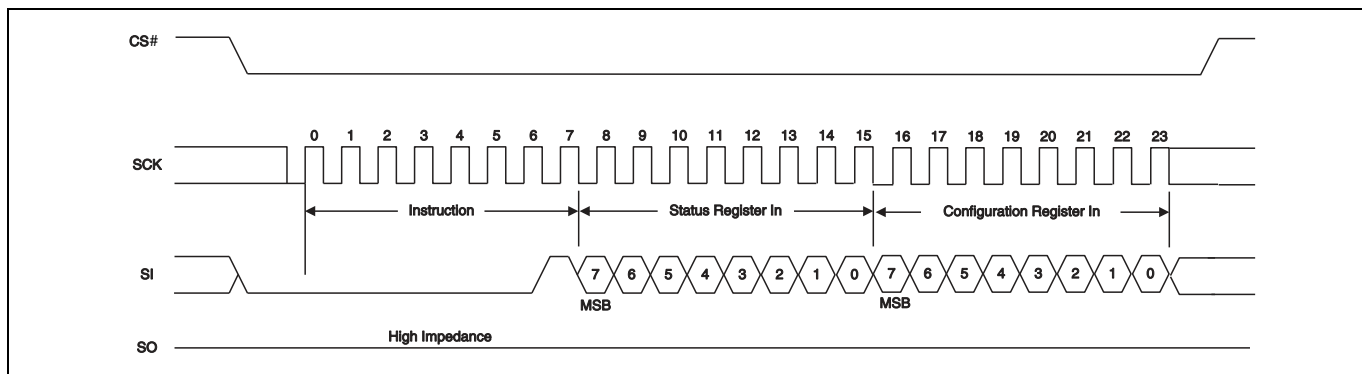 CS#
0 1 2 3 4 5 6 7 8 9 10 11 12 13 14 15 16 17 18 19 20 21 22 23
SCK
Instruction Status Register In Configuration Register In
SI 7 6 5 4 3 2 1 0 7 6 5 4 3 2 1 0
MSB MSB
High Impedance
SO